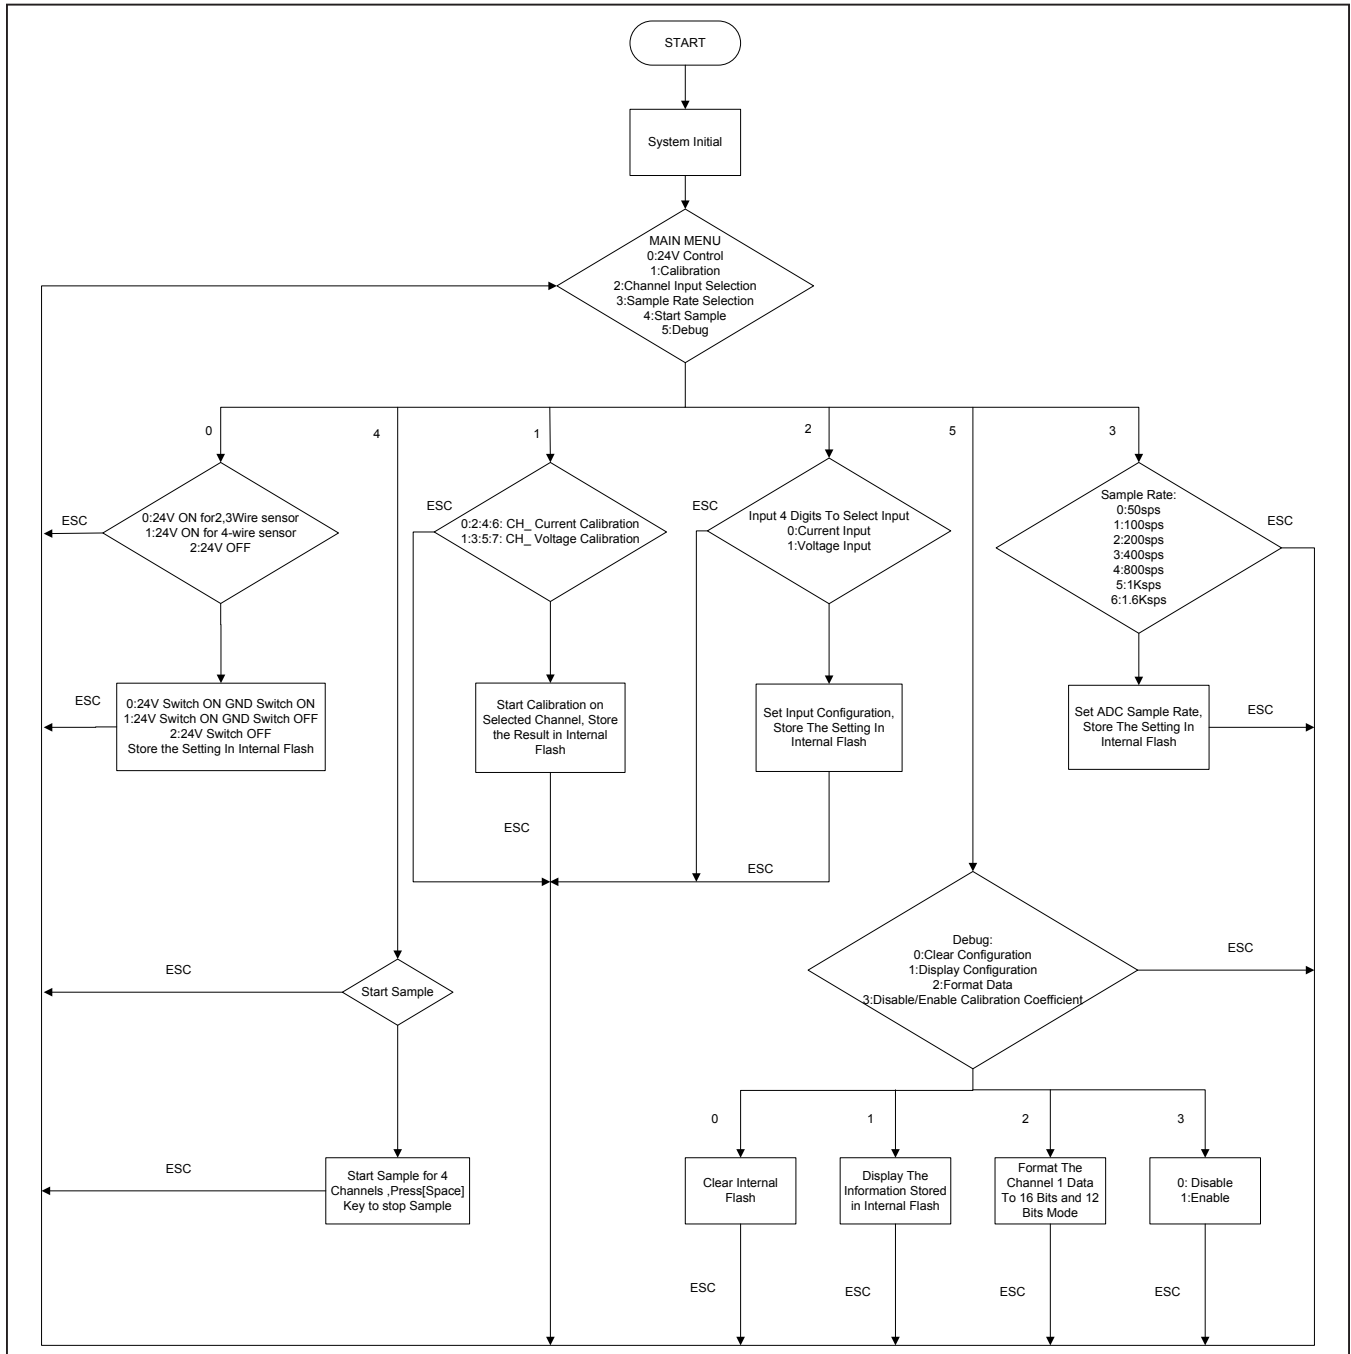 START
System Initial
MAIN MENU
0:24V Control
1:Calibration
2:Channel Input Selection
3:Sample Rate Selection
4:Start Sample
5:Debug
0
4
1
2
5
3
ESC
0:24V ON for2,3Wire sensor
1:24V ON for 4-wire sensor
2:24V OFF
ESC
0:2:4:6: CH_ Current Calibration
1:3:5:7: CH_ Voltage Calibration
ESC
Input 4 Digits To Select Input
0:Current Input
1:Voltage Input
Sample Rate:
0:50sps
1:100sps
2:200sps
3:400sps
4:800sps
5:1Ksps
6:1.6Ksps
ESC
ESC
0:24V Switch ON GND Switch ON
1:24V Switch ON GND Switch OFF
2:24V Switch OFF
Store the Setting In Internal Flash
Start Calibration on
Selected Channel, Store
the Result in Internal
Flash
Set Input Configuration,
Store The Setting In
Internal Flash
Set ADC Sample Rate,
Store The Setting In
Internal Flash
ESC
ESC
ESC
ESC
Start Sample
Debug:
0:Clear Configuration
1:Display Configuration
2:Format Data
3:Disable/Enable Calibration Coefficient
ESC
0
1
2
3
ESC
Start Sample for 4
Channels ,Press[Space]
Key to stop Sample
Clear Internal
Flash
Display The
Information Stored
in Internal Flash
Format The
Channel 1 Data
To 16 Bits and 12
Bits Mode
0: Disable
1:Enable
ESC
ESC
ESC
ESC